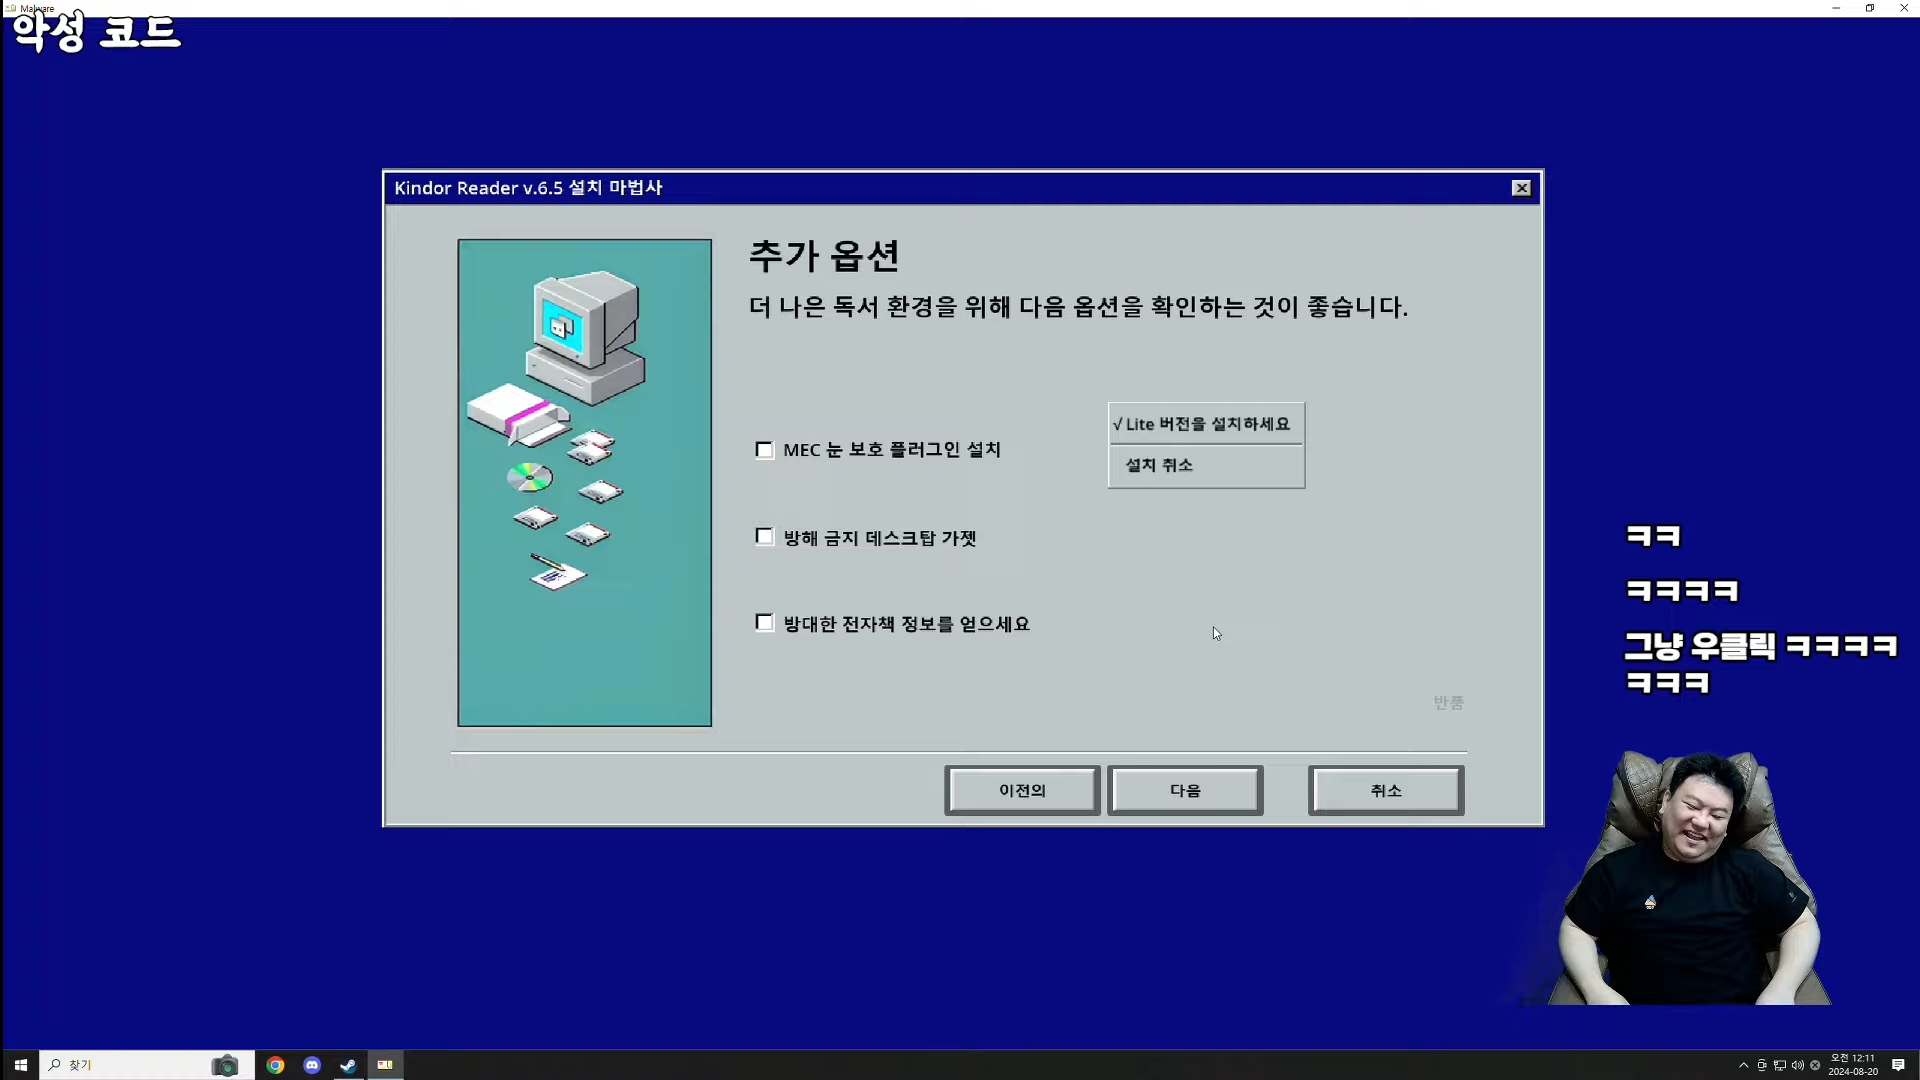 Malware
악성 코드
Kindor Reader v.6.5 설치 마법사
추가 옵션
더 나은 독서 환경을 위해 다음 옵션을 확인하는 것이 좋습니다.
√ Lite 버전을 설치하세요
MEC 눈 보호 플러그인 설치
설치 취소
방해 금지 데스크탑 가젯
방대한 전자책 정보를 얻으세요
반품
이전의
다음
취소
ㅋㅋ
ㅋㅋㅋㅋ
그냥 우클릭 ㅋㅋㅋㅋ
ㅋㅋㅋ
찾기
오전 12:11
2024-08-20